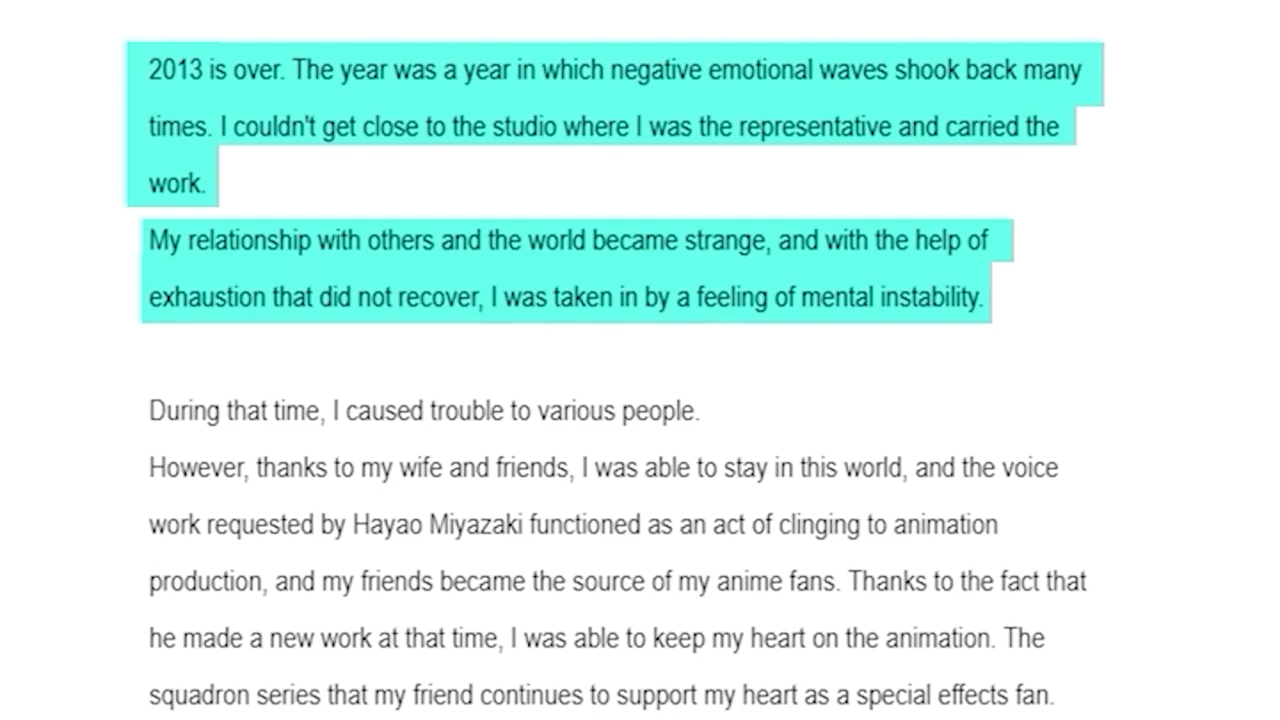 2013 is over. The year was a year in which negative emotional waves shook back many
times. I couldn't get close to the studio where I was the representative and carried the
work.
My relationship with others and the world became strange, and with the help of
exhaustion that did not recover, I was taken in by a feeling of mental instability.
During that time, I caused trouble to various people.
However, thanks to my wife and friends, I was able to stay in this world, and the voice
work requested by Hayao Miyazaki functioned as an act of clinging to animation
production, and my friends became the source of my anime fans. Thanks to the fact that
he made a new work at that time, I was able to keep my heart on the animation. The
squadron series that my friend continues to support my heart as a special effects fan.